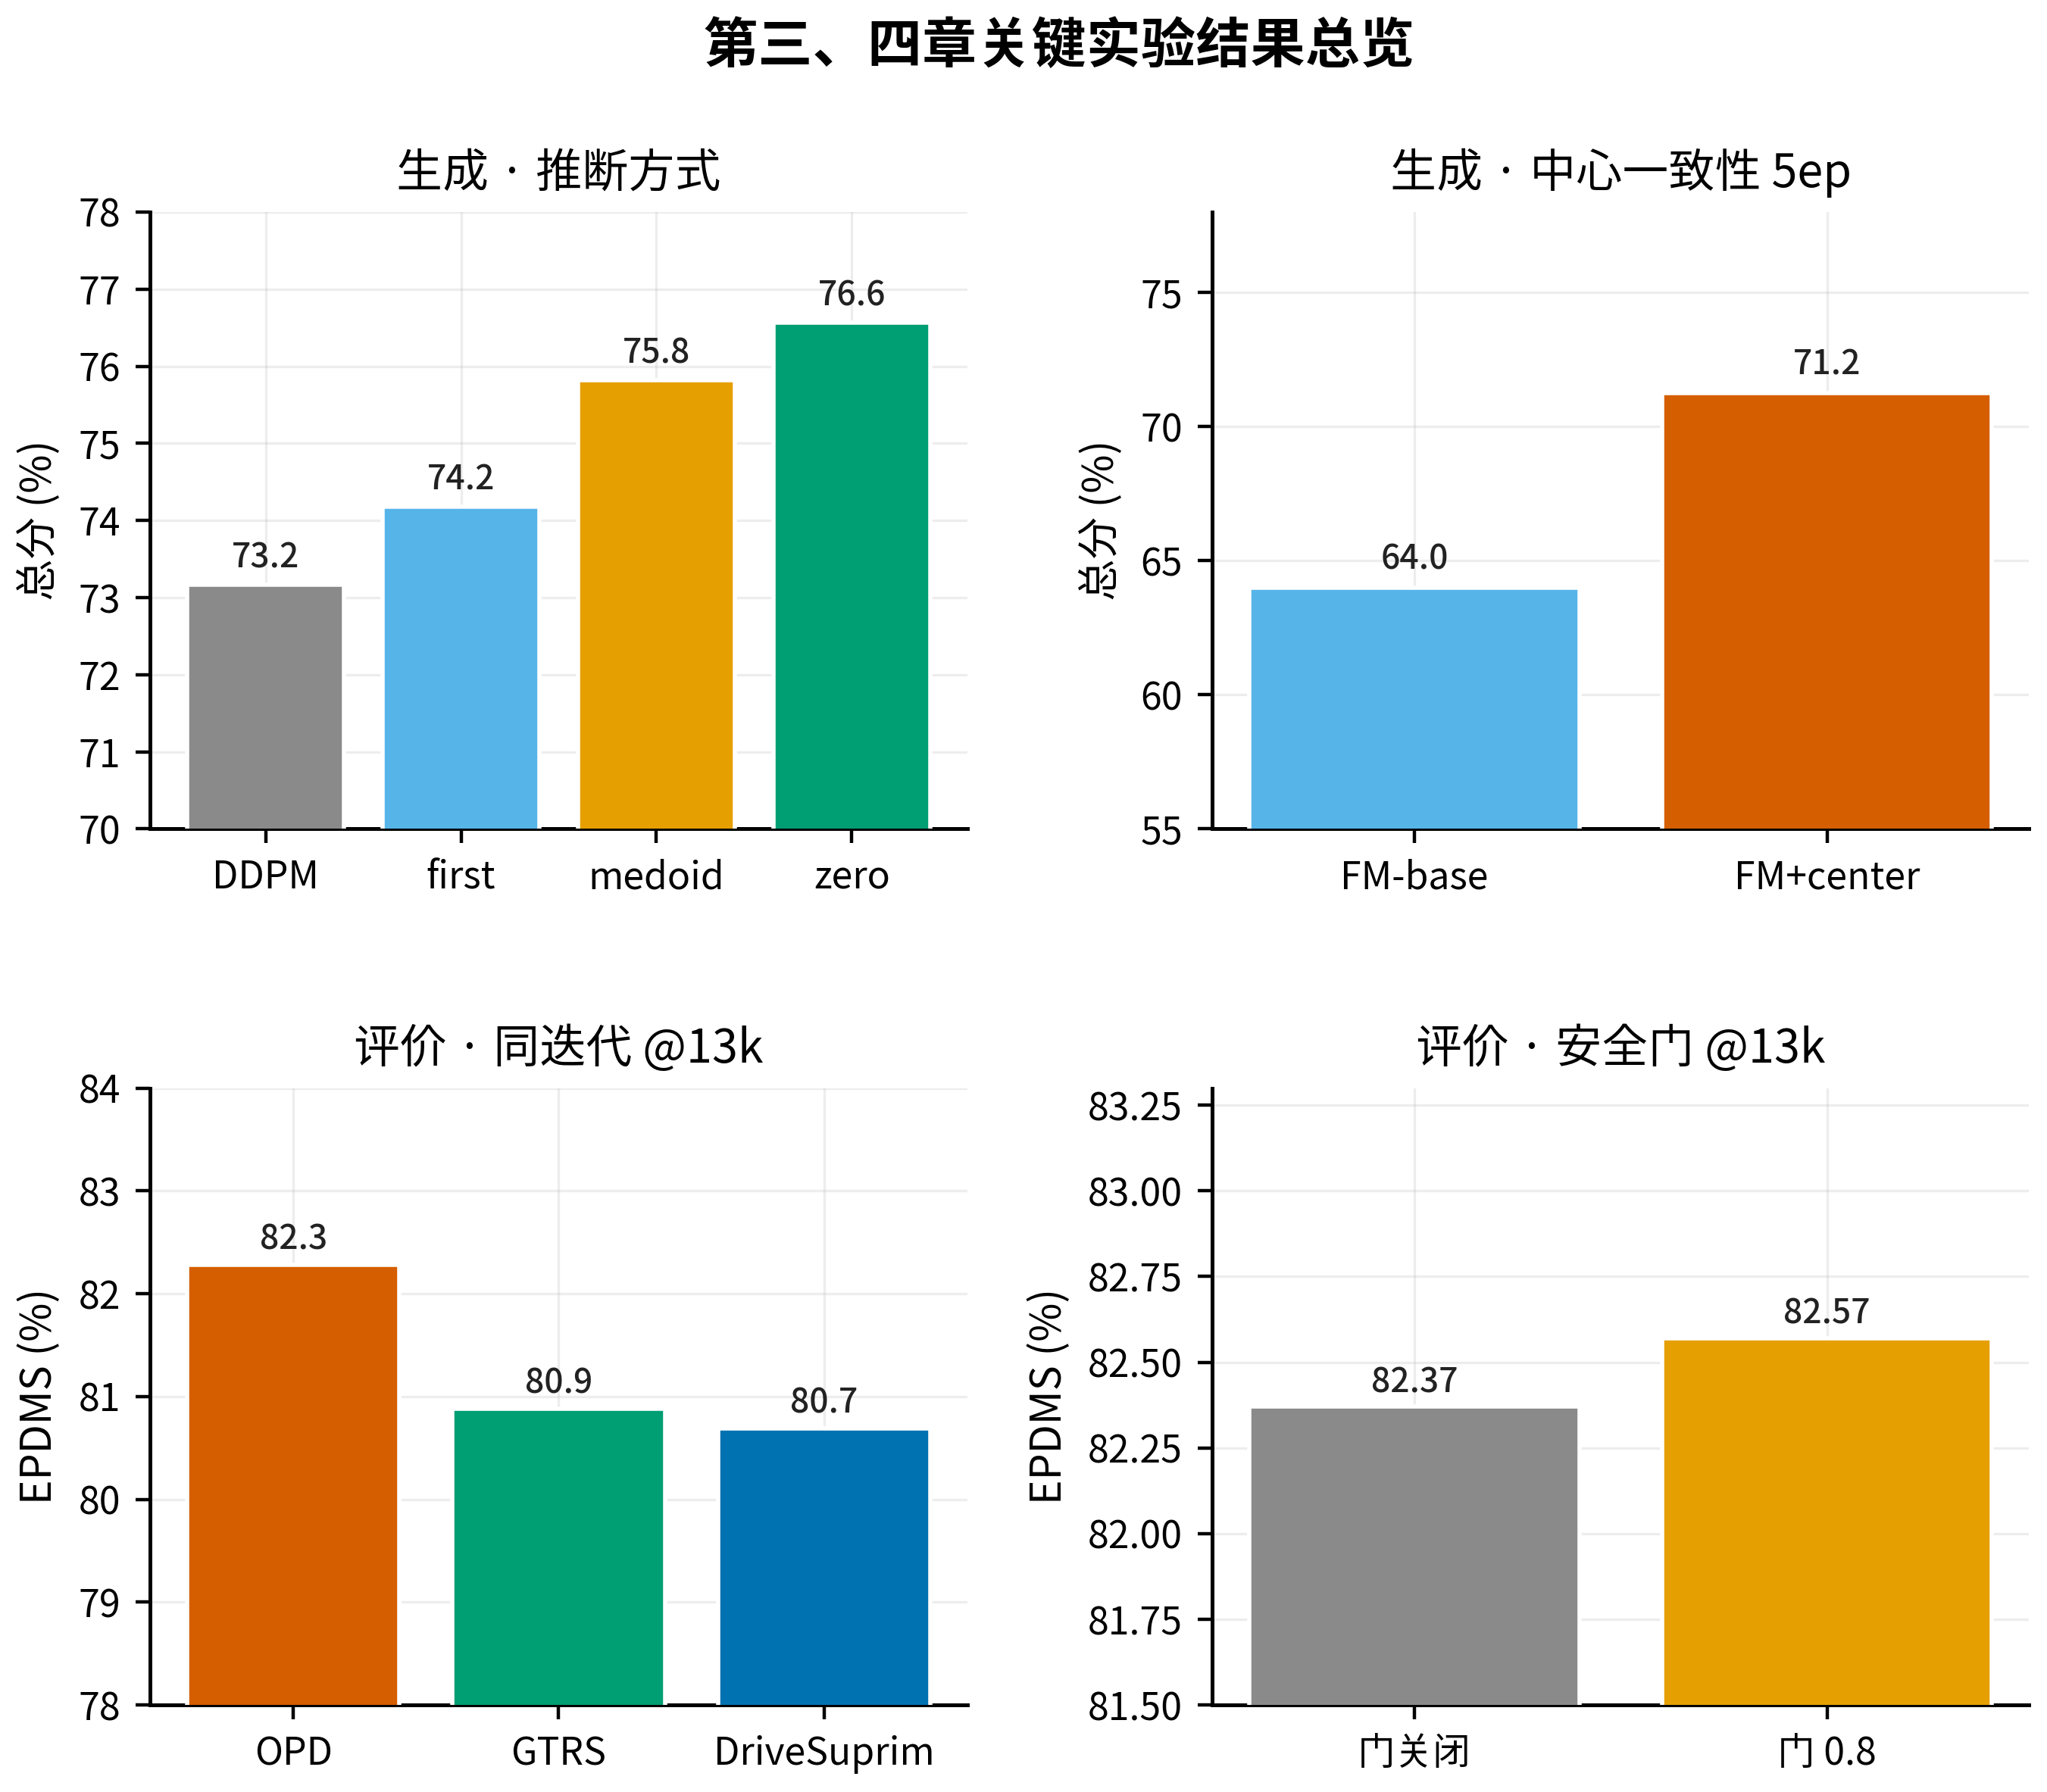 第三、四章关键实验结果总览
生成 · 推断方式
总分 (%)
78
77
76
75
74
73
72
71
70
73.2
74.2
75.8
76.6
DDPM
first
medoid
zero
生成 · 中心一致性 5ep
总分 (%)
75
70
65
60
55
64.0
71.2
FM-base
FM+center
评价 · 同迭代 @13k
EPDMS (%)
84
83
82
81
80
79
78
82.3
80.9
80.7
OPD
GTRS
DriveSuprim
评价 · 安全门 @13k
EPDMS (%)
83.25
83.00
82.75
82.50
82.25
82.00
81.75
81.50
82.37
82.57
门关闭
门 0.8